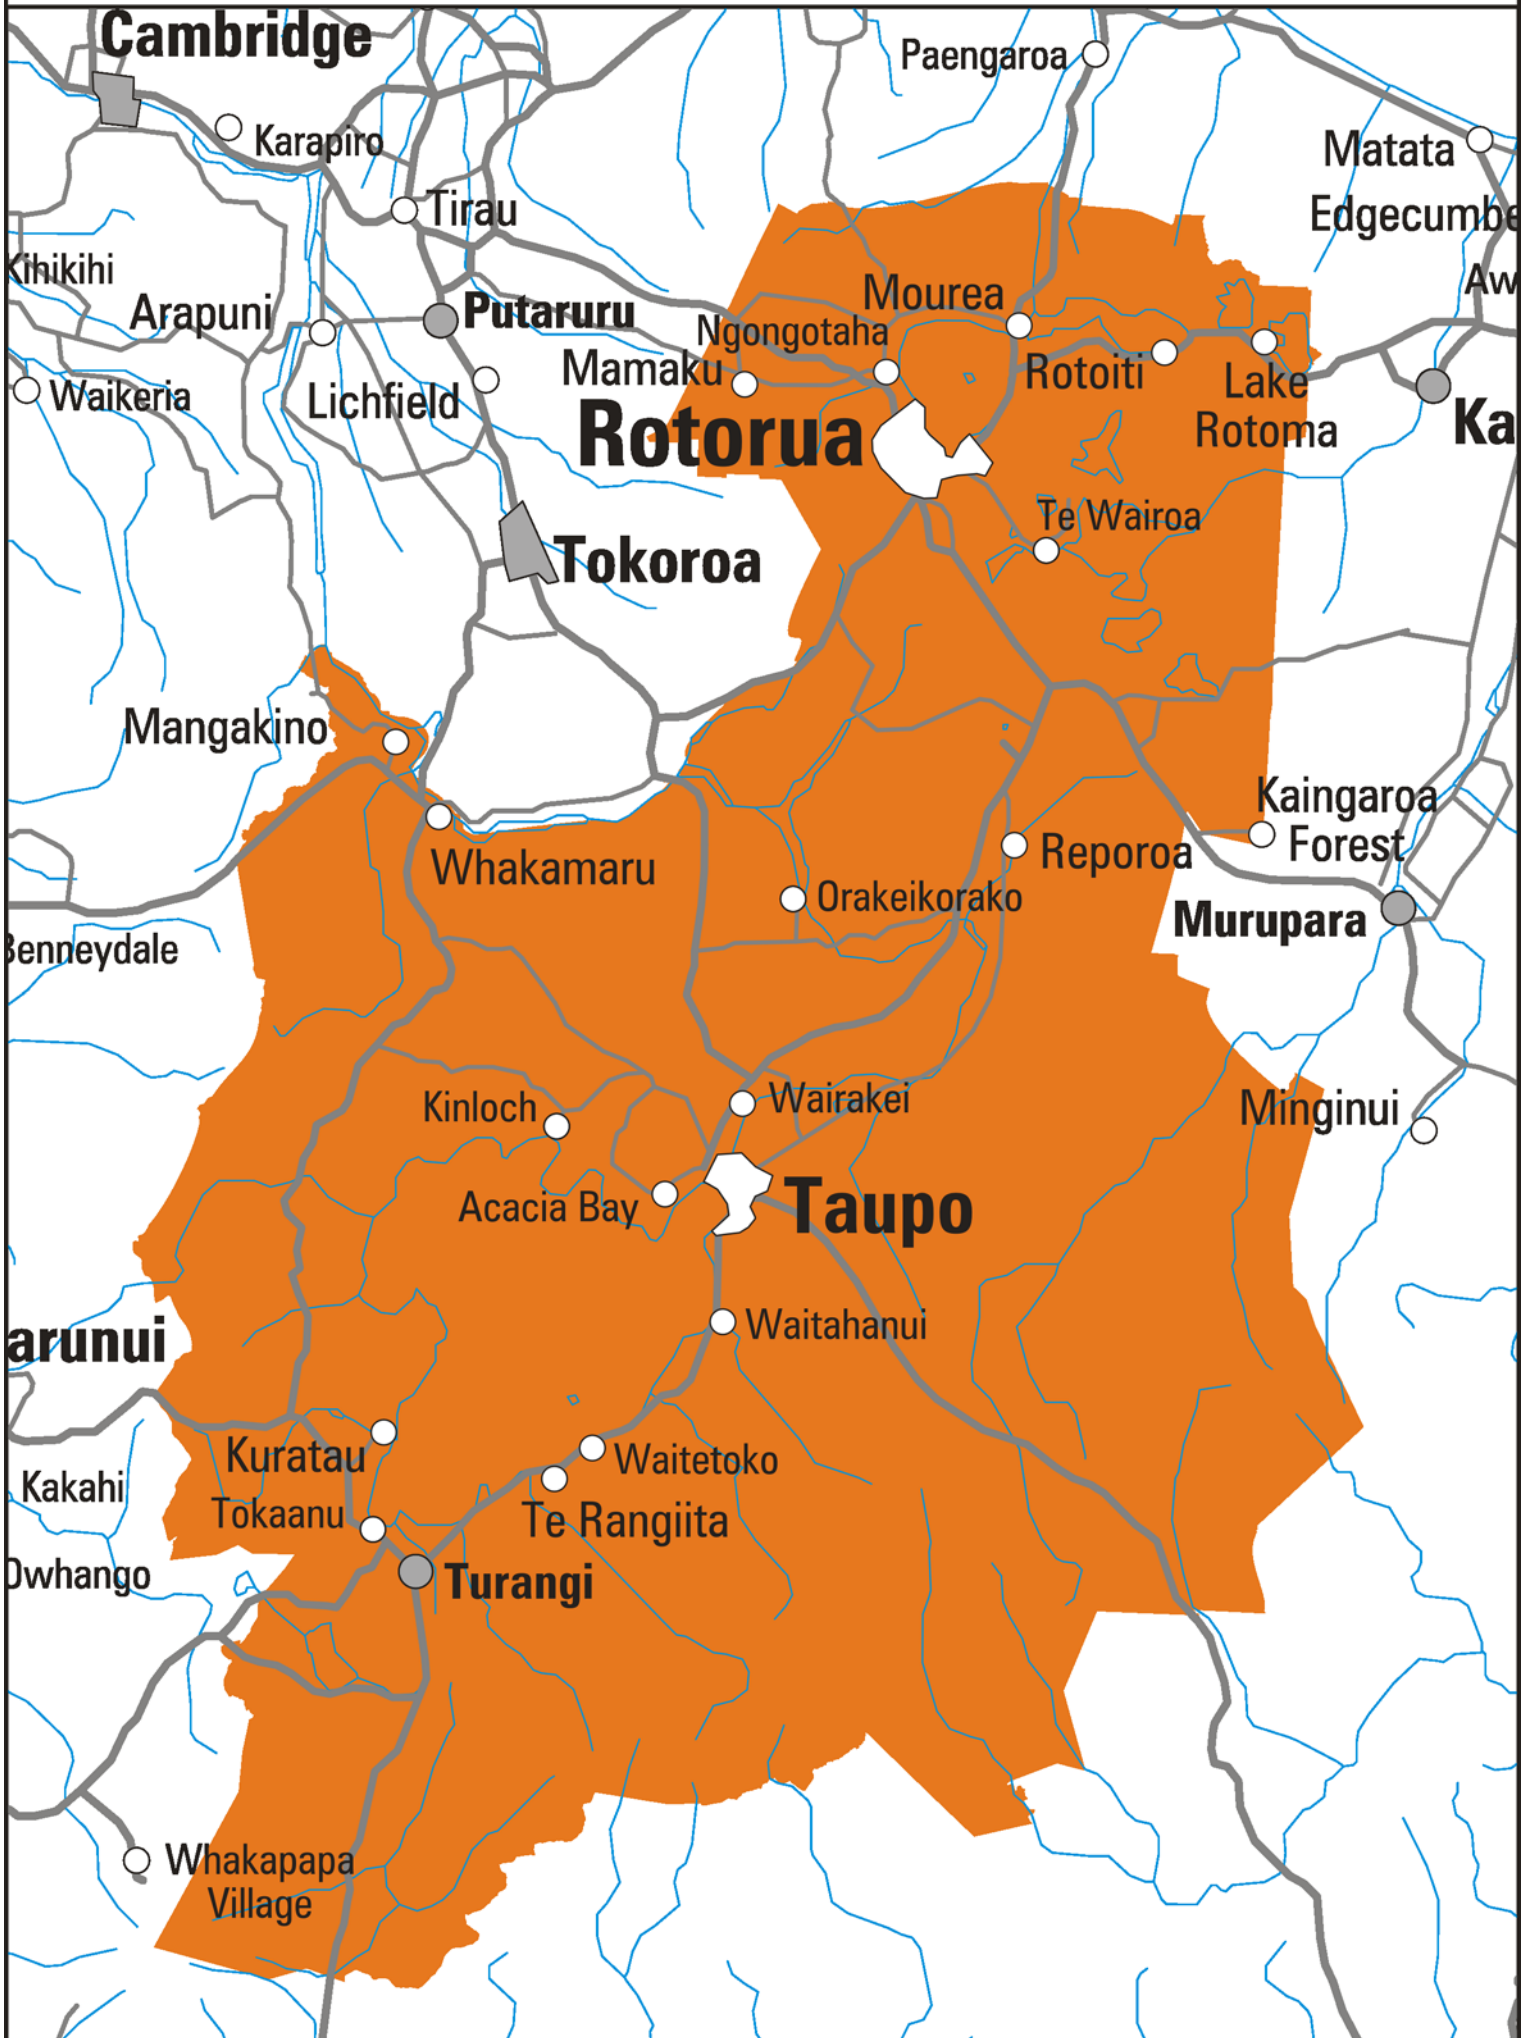 Cambridge
Paengaroa
Karapiro
Matata
Tirau
Edgecumbe
Kihikihi
Aw
Arapuni
Putaruru
Mourea
Ngongotaha
Mamaku
Rotoiti
Lake
Rotoma
Waikeria
Lichfield
Rotorua
Ka
Te Wairoa
Tokoroa
Mangakino
Kaingaroa
Forest
Whakamaru
Reporoa
Orakeikorako
Murupara
Benneydale
Kinloch
Wairakei
Minginui
Acacia Bay
Taupo
Waitahanui
arunui
Kuratau
Waitetoko
Kakahi
Tokaanu
Te Rangiita
Owhango
Turangi
Whakapapa
Village